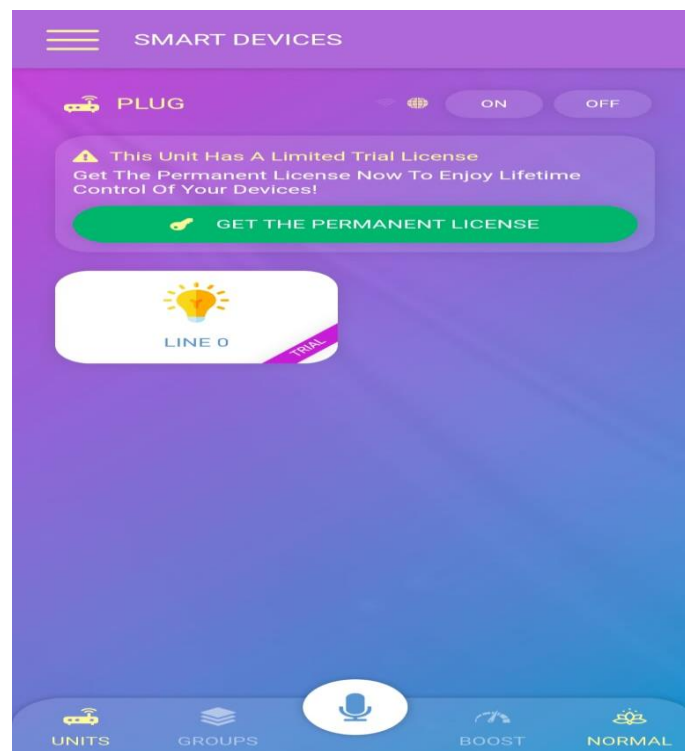 SMART DEVICES
PLUG
ON
OFF
This Unit Has A Limited Trial License
Get The Permanent License Now To Enjoy Lifetime
Control Of Your Devices!
GET THE PERMANENT LICENSE
LINE 0
TRIAL
UNITS
GROUPS
BOOST
NORMAL